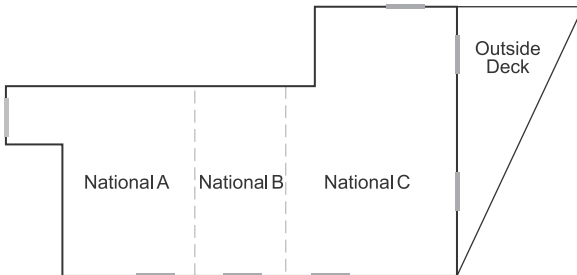 Outside
Deck
National A
National B
National C